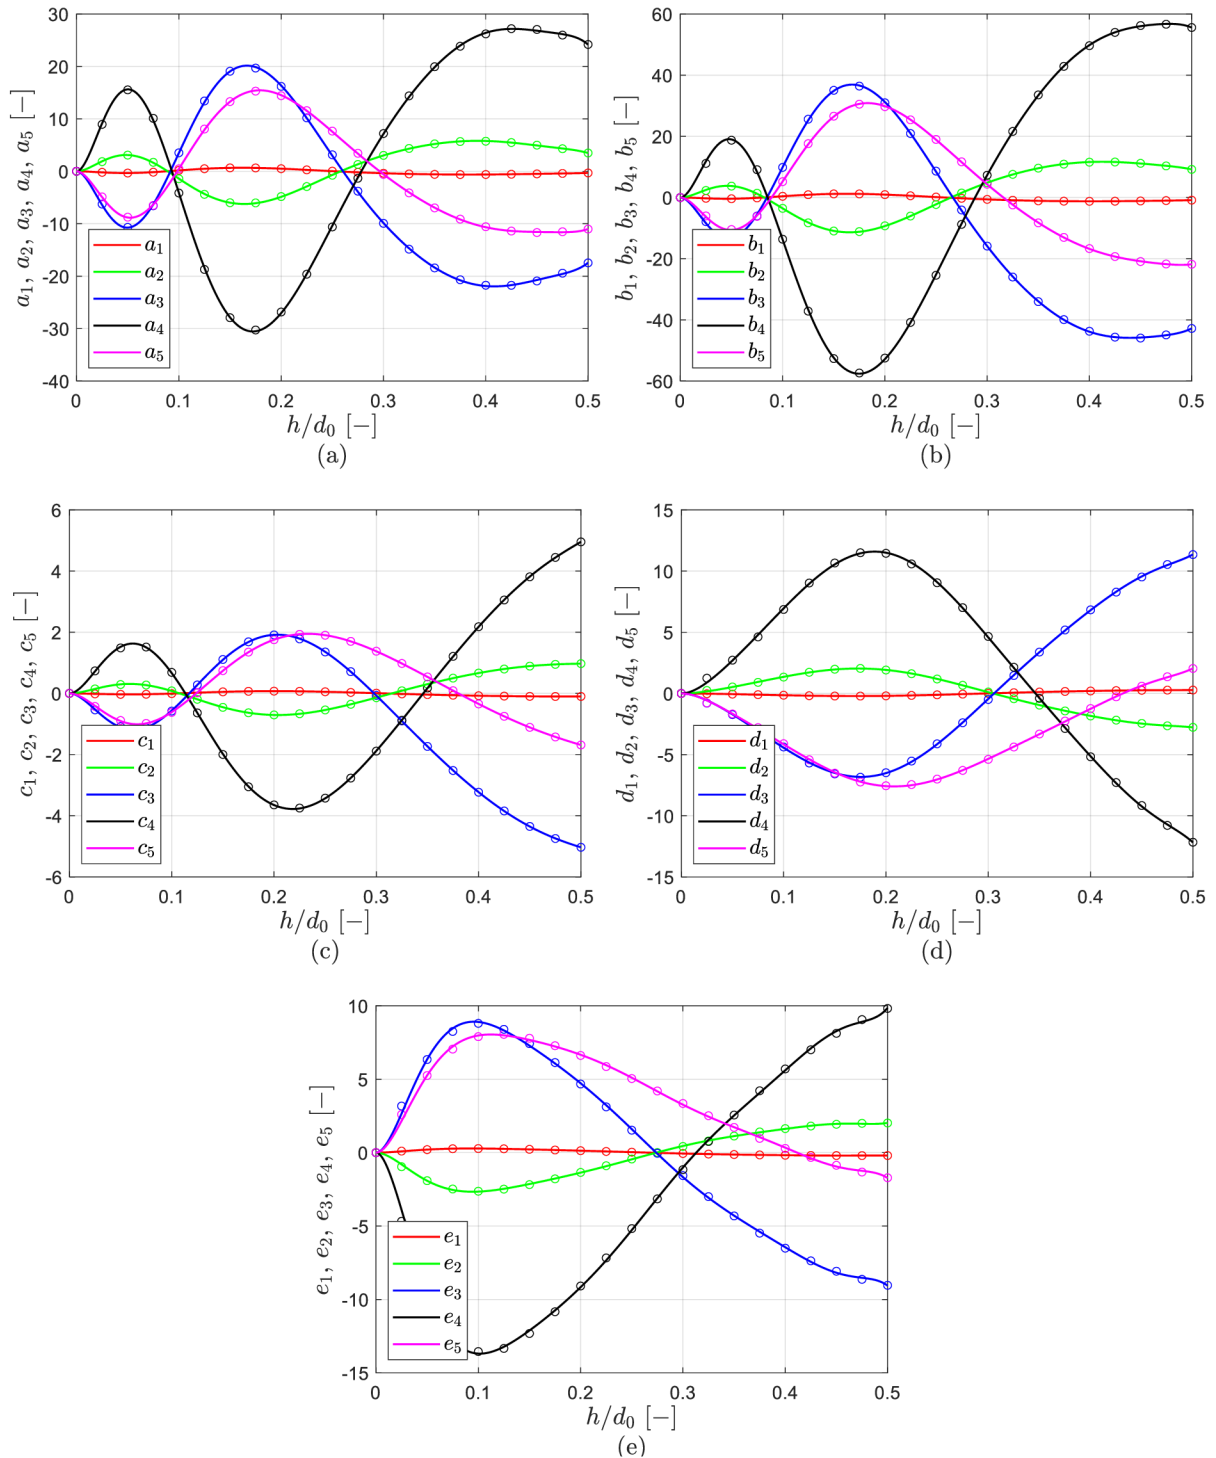 30
20
10
0
-10
-20
-30
-40
a₁, a₂, a₃, a₄, a₅ [−]
a₁
a₂
a₃
a₄
a₅
0 0.1 0.2 0.3 0.4 0.5
h/d₀ [−]
(a)
60
40
20
0
-20
-40
-60
b₁, b₂, b₃, b₄, b₅ [−]
b₁
b₂
b₃
b₄
b₅
0 0.1 0.2 0.3 0.4 0.5
h/d₀ [−]
(b)
6
4
2
0
-2
-4
-6
c₁, c₂, c₃, c₄, c₅ [−]
c₁
c₂
c₃
c₄
c₅
0 0.1 0.2 0.3 0.4 0.5
h/d₀ [−]
(c)
15
10
5
0
-5
-10
-15
d₁, d₂, d₃, d₄, d₅ [−]
d₁
d₂
d₃
d₄
d₅
0 0.1 0.2 0.3 0.4 0.5
h/d₀ [−]
(d)
10
5
0
-5
-10
-15
e₁, e₂, e₃, e₄, e₅ [−]
e₁
e₂
e₃
e₄
e₅
0 0.1 0.2 0.3 0.4 0.5
h/d₀ [−]
(e)